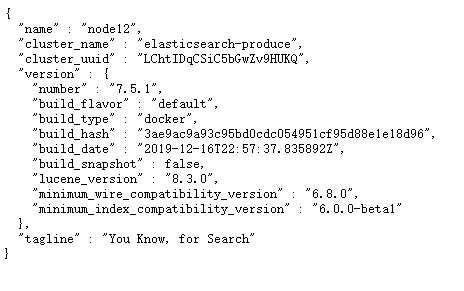 {
  "name" : "node12",
  "cluster_name" : "elasticsearch-produce",
  "cluster_uuid" : "LChtIDqCSiC5bGwZv9HUKQ",
  "version" : {
    "number" : "7.5.1",
    "build_flavor" : "default",
    "build_type" : "docker",
    "build_hash" : "3ae9ac9a93c95bd0cdc054951cf95d88e1e18d96",
    "build_date" : "2019-12-16T22:57:37.835892Z",
    "build_snapshot" : false,
    "lucene_version" : "8.3.0",
    "minimum_wire_compatibility_version" : "6.8.0",
    "minimum_index_compatibility_version" : "6.0.0-beta1"
  },
  "tagline" : "You Know, for Search"
}